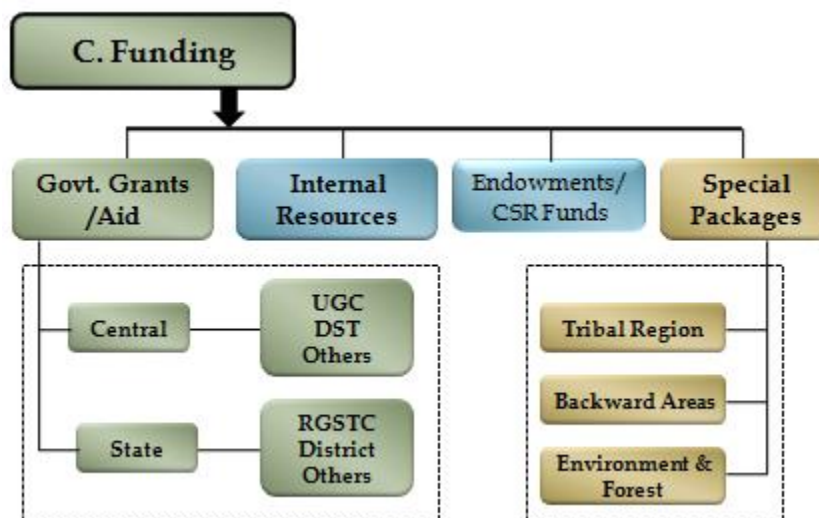 C. Funding
Govt. Grants
/Aid
Internal
Resources
Endowments/
CSR Funds
Special
Packages
Central
UGC
DST
Others
State
RGSTC
District
Others
Tribal Region
Backward Areas
Environment &
Forest